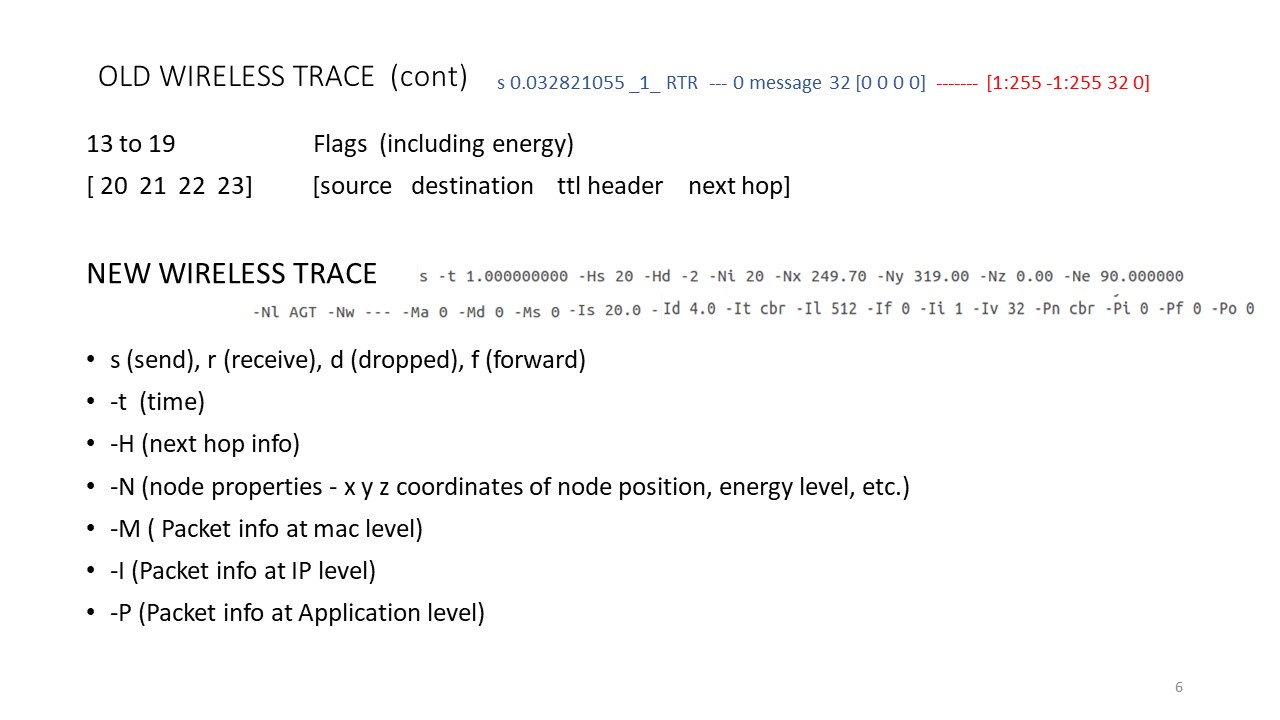 OLD WIRELESS TRACE (cont) s 0.032821055 _1_ RTR --- 0 message 32 [0 0 0 0] ------- [1:255 -1:255 32 0]
13 to 19 Flags (including energy)
[ 20 21 22 23] [source destination ttl header next hop]
NEW WIRELESS TRACE s -t 1.000000000 -Hs 20 -Hd -2 -Ni 20 -Nx 249.70 -Ny 319.00 -Nz 0.00 -Ne 90.000000
-Nl AGT -Nw --- -Ma 0 -Md 0 -Ms 0 -Is 20.0 -Id 4.0 -It cbr -Il 512 -If 0 -Ii 1 -Iv 32 -Pn cbr -Pi 0 -Pf 0 -Po 0
• s (send), r (receive), d (dropped), f (forward)
• -t (time)
• -H (next hop info)
• -N (node properties - x y z coordinates of node position, energy level, etc.)
• -M ( Packet info at mac level)
• -I (Packet info at IP level)
• -P (Packet info at Application level)
6